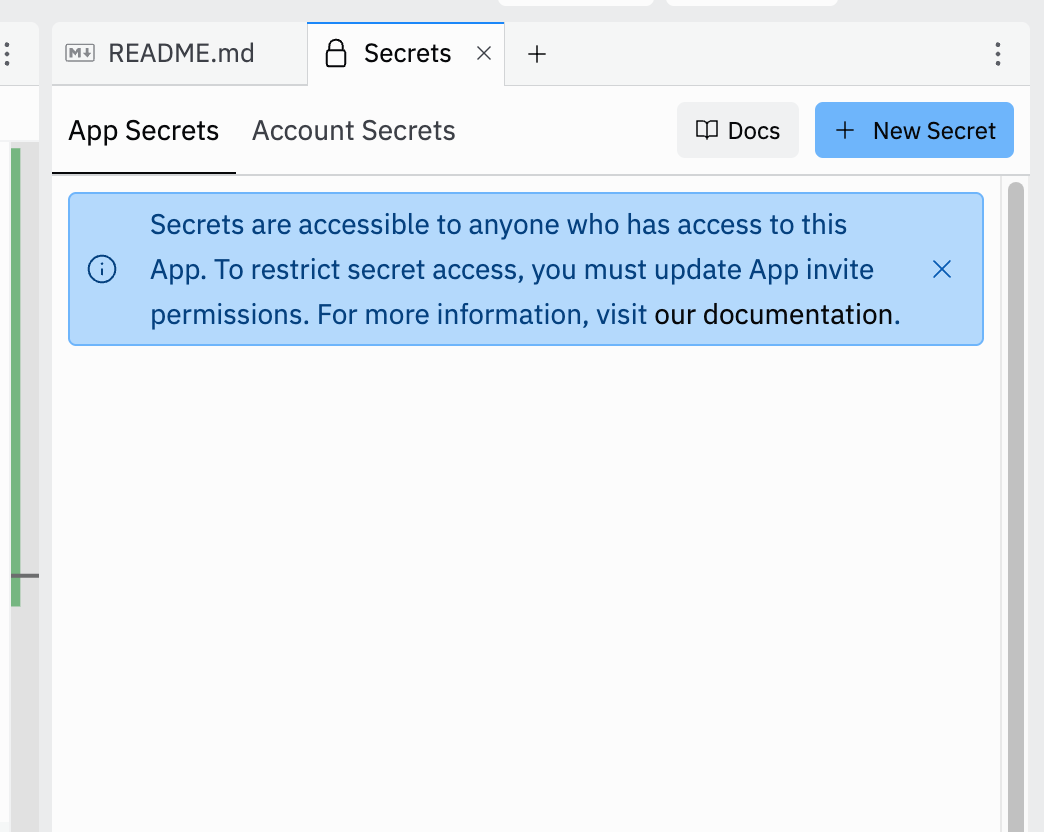 README.md Secrets
App Secrets Account Secrets Docs New Secret
Secrets are accessible to anyone who has access to this
App. To restrict secret access, you must update App invite
permissions. For more information, visit our documentation.